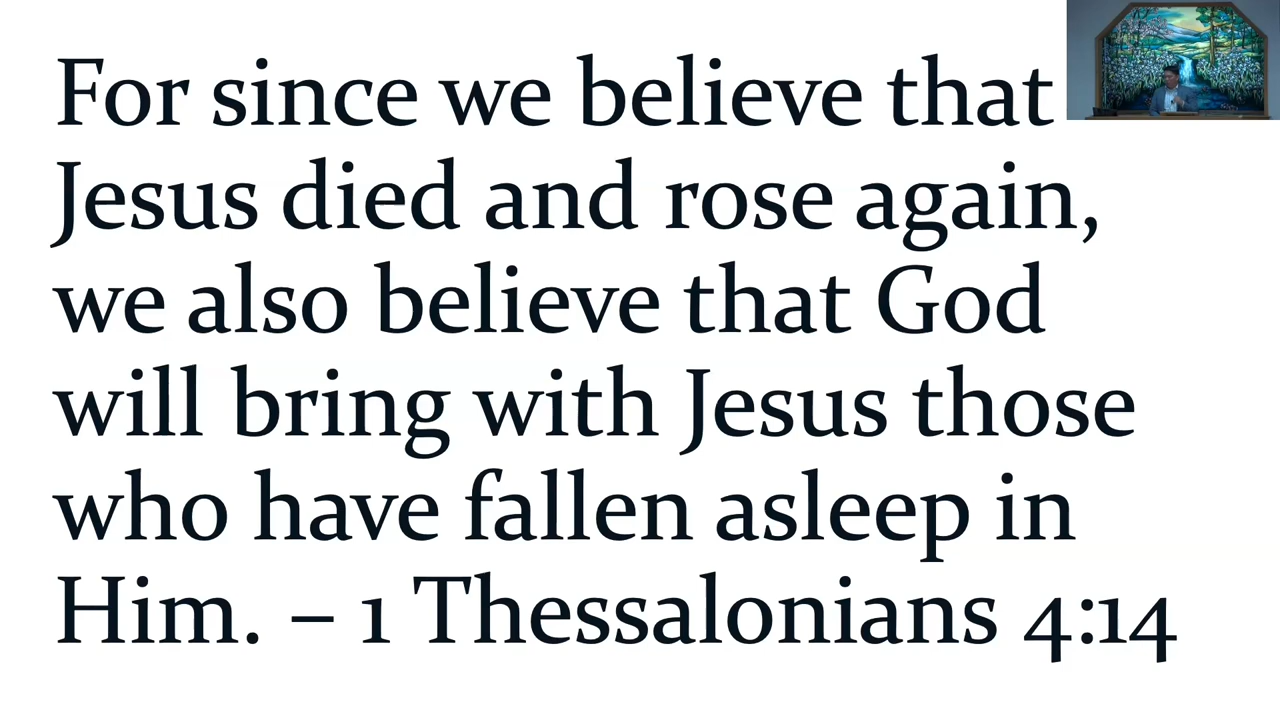 For since we believe that
Jesus died and rose again,
we also believe that God
will bring with Jesus those
who have fallen asleep in
Him. – 1 Thessalonians 4:14